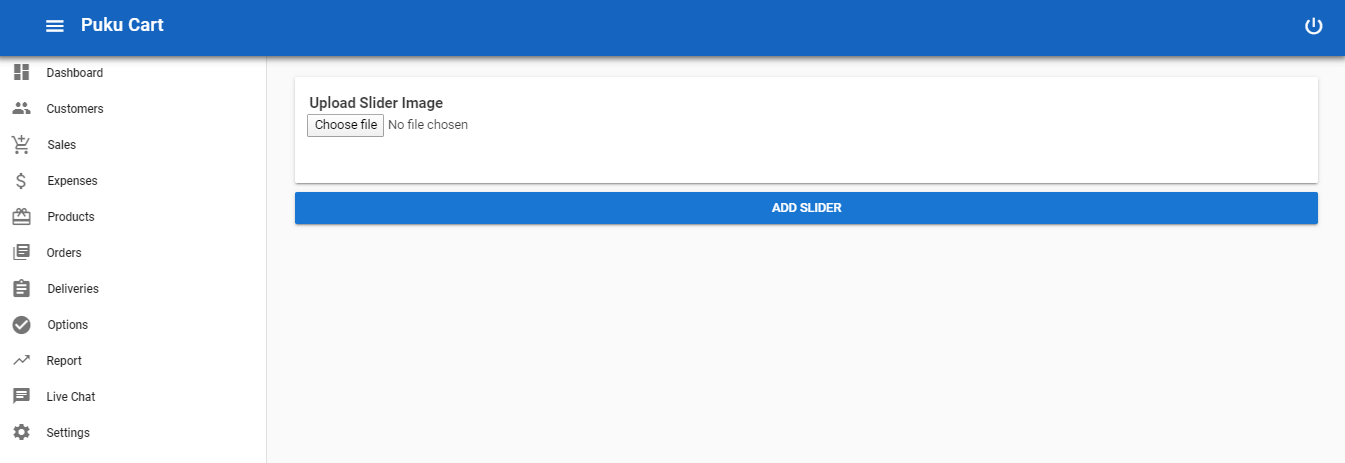 Puku Cart
Dashboard
Customers
Sales
Expenses
Products
Orders
Deliveries
Options
Report
Live Chat
Settings
Upload Slider Image
Choose file No file chosen
ADD SLIDER